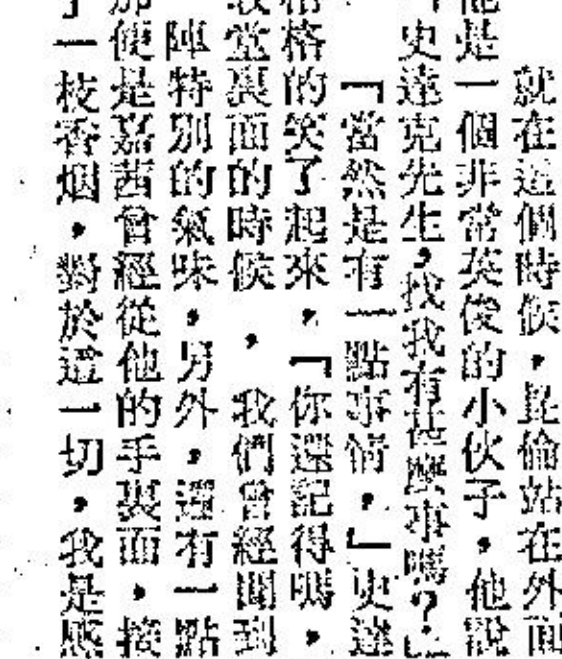 就在這個時候，昆倫站在外面
他是一個非常英俊的小伙子，他說
「史達克先生，找我有甚麼事嗎？」
「當然是有一點事情。」史達
格格的笑了起來，「你還記得嗎，
堂裏面的時候，我們曾經聞到
陣特別的氣味，另外，還有一點
那便是嘉茜曾經從他的手裏面，接
了一枝香烟，對於這一切，我是